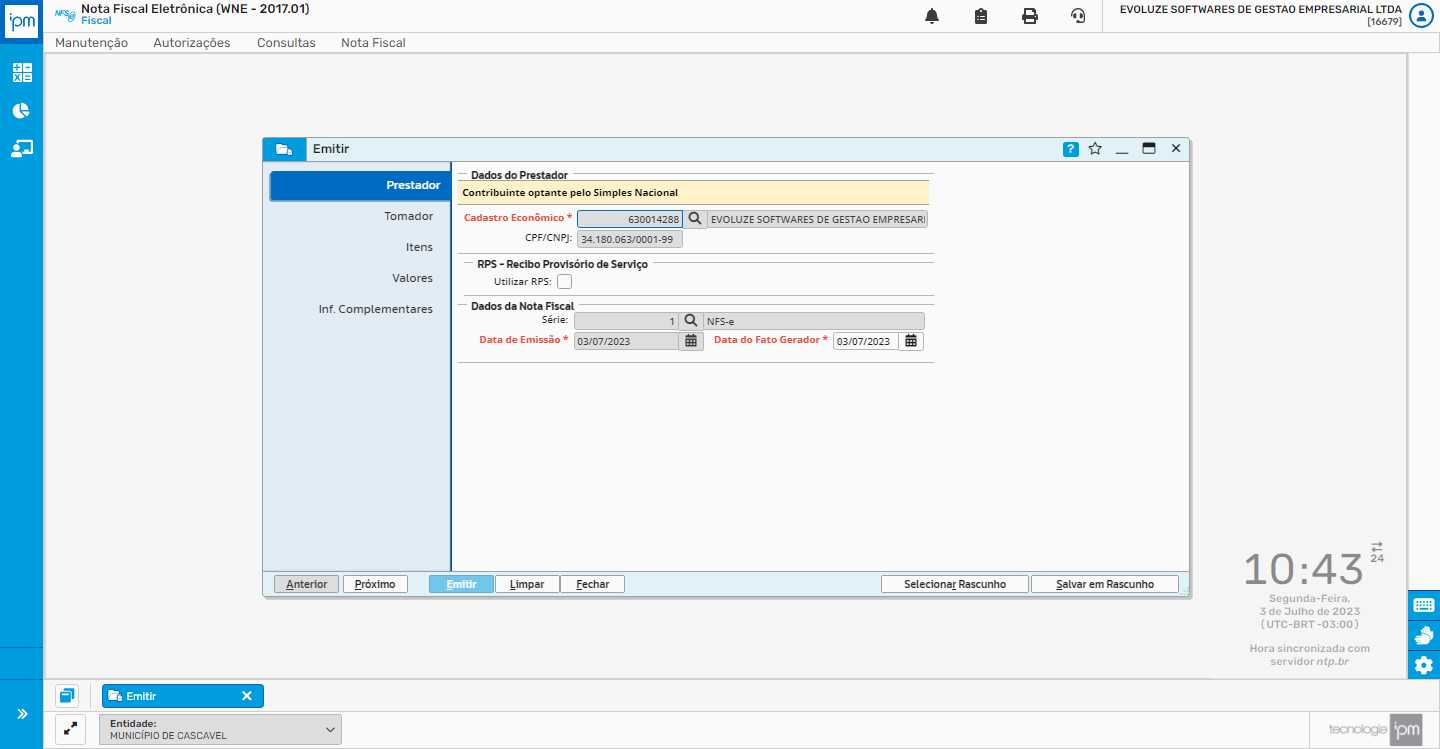 ipm
NFS@
Nota Fiscal Eletrônica (WNE - 2017.01)
Fiscal
EVOLUZE SOFTWARES DE GESTAO EMPRESARIAL LTDA
[16679]
Manutenção Autorizações Consultas Nota Fiscal
Emitir
?
Prestador
Tomador
Itens
Valores
Inf. Complementares
Dados do Prestador
Contribuinte optante pelo Simples Nacional
Cadastro Econômico * 630014288 EVOLUZE SOFTWARES DE GESTAO EMPRESARI
CPF/CNPJ: 34.180.063/0001-99
RPS - Recibo Provisório de Serviço
Utilizar RPS:
Dados da Nota Fiscal
Série: 1 NFS-e
Data de Emissão * 03/07/2023 Data do Fato Gerador * 03/07/2023
Anterior Próximo Emitir Limpar Fechar Selecionar Rascunho Salvar em Rascunho
10:43
24
Segunda-Feira,
3 de Julho de 2023
(UTC-BRT -03:00)
Hora sincronizada com
servidor ntp.br
Emitir
Entidade:
MUNICÍPIO DE CASCAVEL
tecnologia ipm